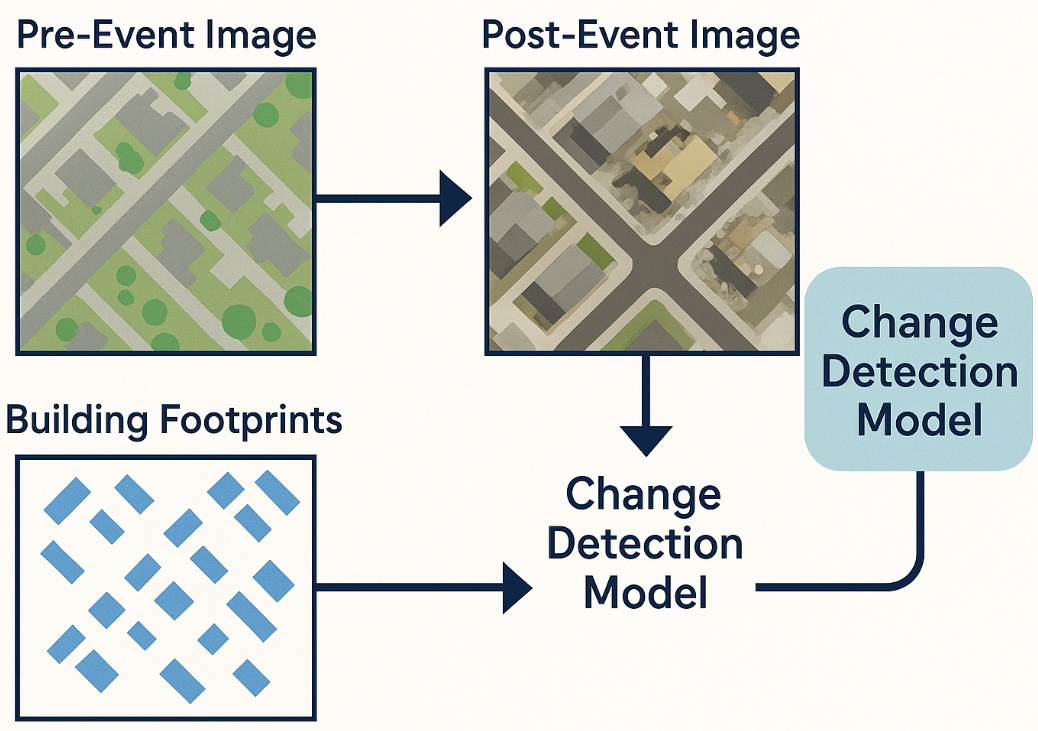 Pre-Event Image
Post-Event Image
Change
Detection
Model
Building Footprints
Change
Detection
Model